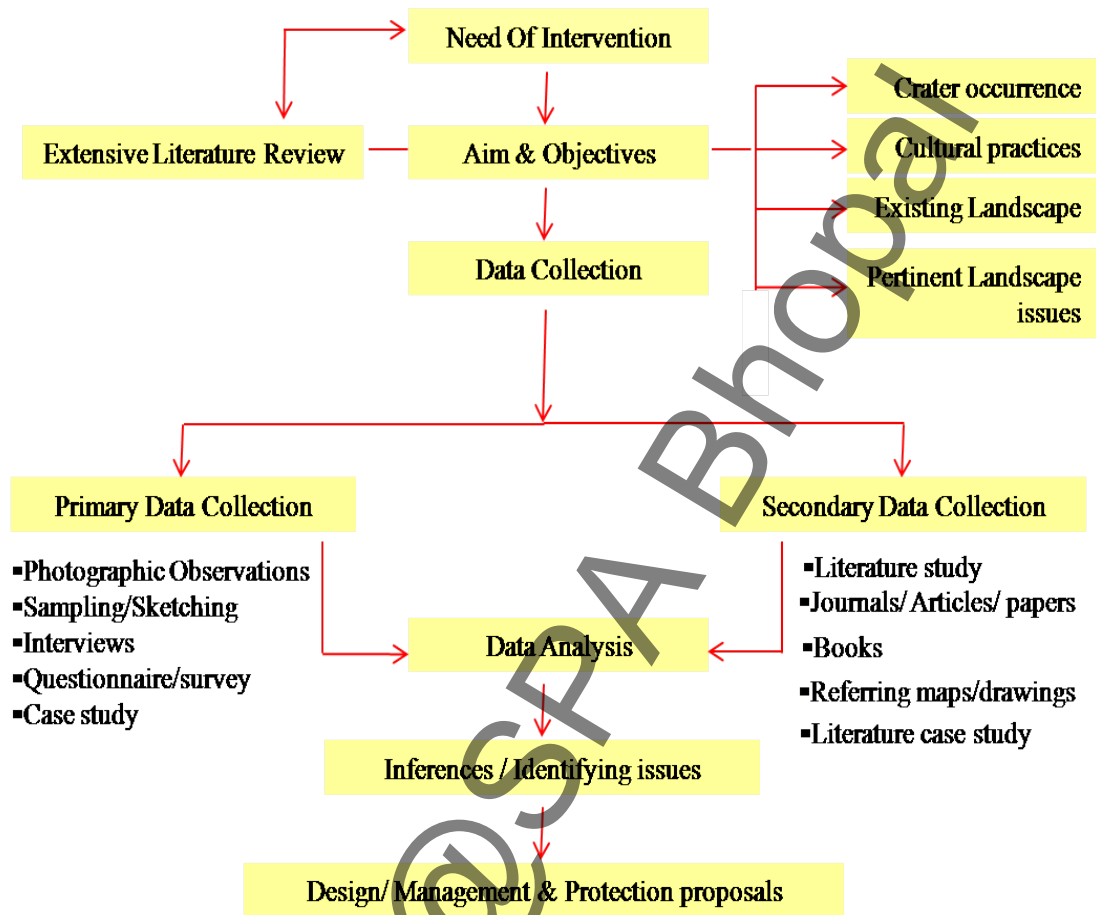 Need Of Intervention
Extensive Literature Review
Aim & Objectives
Crater occurrence
Cultural practices
Existing Landscape
Pertinent Landscape
issues
Data Collection
Primary Data Collection
▪Photographic Observations
▪Sampling/Sketching
▪Interviews
▪Questionnaire/survey
▪Case study
Secondary Data Collection
▪Literature study
▪Journals/ Articles/ papers
▪Books
▪Referring maps/drawings
▪Literature case study
Data Analysis
Inferences / Identifying issues
Design/ Management & Protection proposals
@SPA Bhopal